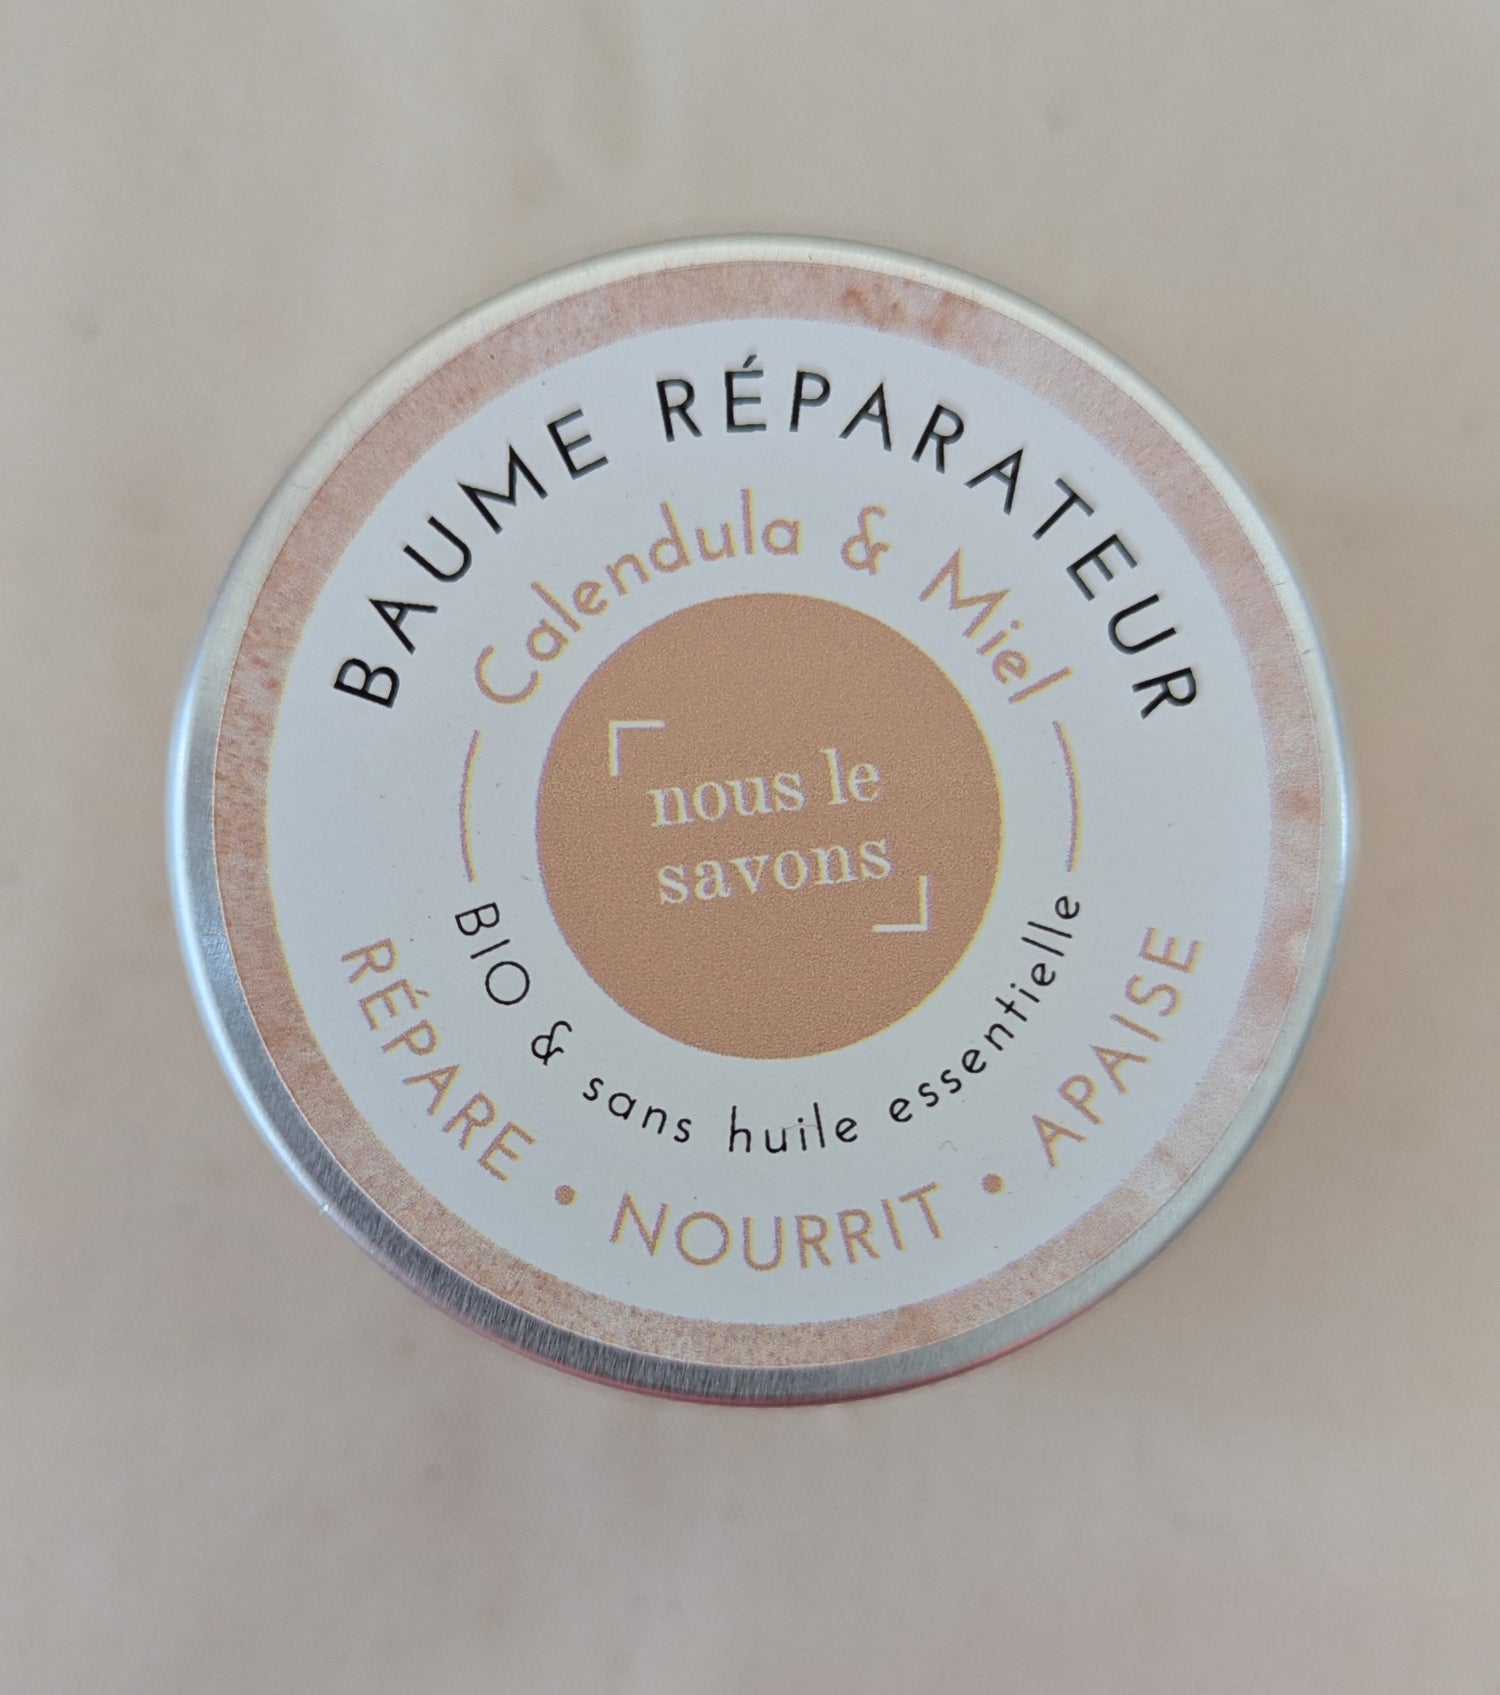 BAUME RÉPARATEUR
Calendula & Miel
nous le
savons
BIO & sans huile essentielle
RÉPARE • NOURRIT • APAISE